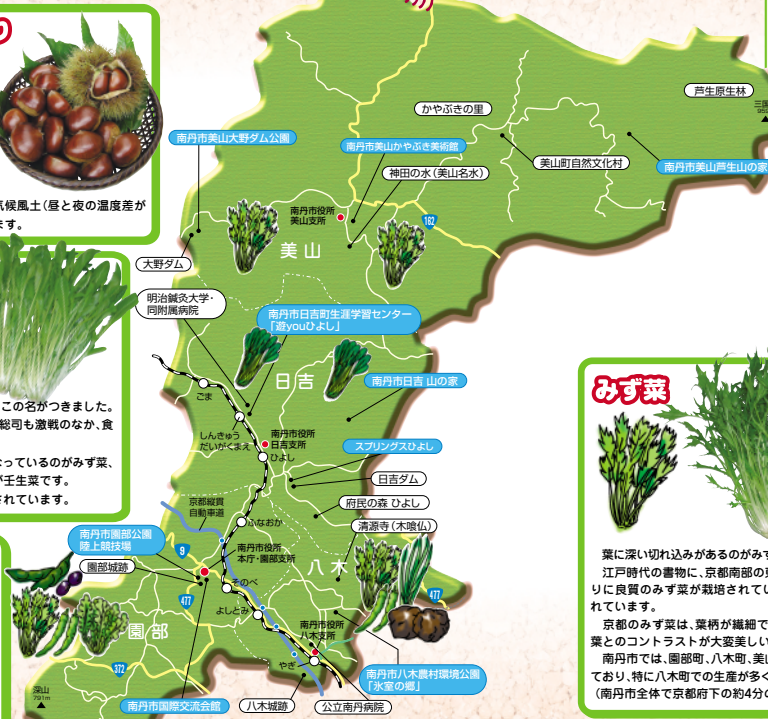 り
気候風土（昼と夜の温度差が
ます。
この名がつきました。
総司も激戦のなか、食
なっているのがみず菜、
が壬生菜です。
されています。
芦生原生林
かやぶきの里
南丹市美山大野ダム公園
南丹市美山かやぶき美術館
美山町自然文化村
南丹市美山芦生山の家
神田の水（美山名水）
南丹市役所
美山支所
162
美山
大野ダム
明治鍼灸大学・
同附属病院
南丹市日吉町生涯学習センター
「遊youひよし」
日吉
南丹市日吉 山の家
ごま
しんきゅう
だいがくまえ
南丹市役所
日吉支所
ひよし
スプリングスひよし
日吉ダム
府民の森 ひよし
京都縦貫
自動車道
ふなおか
清源寺（木喰仏）
南丹市園部公園
陸上競技場
9
南丹市役所
本庁・園部支所
園部城跡
八木
そのべ
477
477
よしとみ
園部
南丹市役所
八木支所
372
やぎ
南丹市八木農村環境公園
「氷室の郷」
深山
791m
南丹市国際交流会館
八木城跡
公立南丹病院
みず菜
葉に深い切れ込みがあるのがみず
江戸時代の書物に、京都南部の東
りに良質のみず菜が栽培されてい
れています。
京都のみず菜は、葉柄が繊細で
葉とのコントラストが大変美しい
南丹市では、園部町、八木町、美山
ており、特に八木町での生産が多く
（南丹市全体で京都府下の約4分の